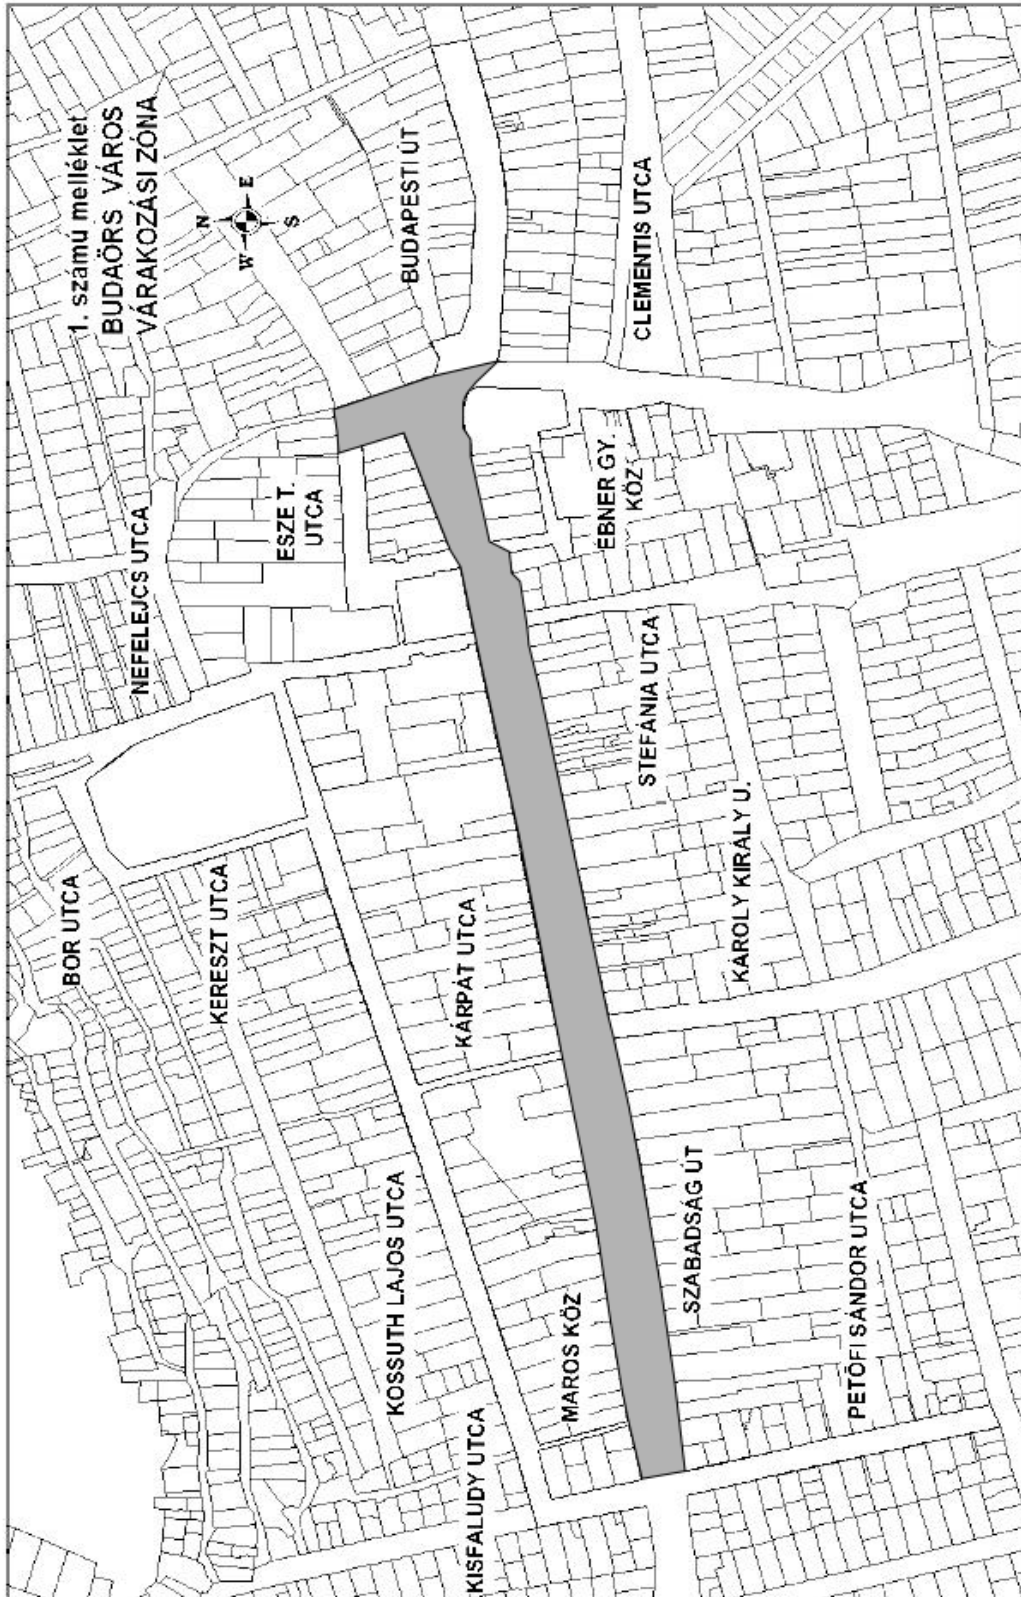 1. számú melléklet
BUDAÖRS VÁROS
VÁRAKOZÁSI ZÓNA
N
W
E
S
BUDAPESTI ÚT
CLEMENTIS UTCA
NEFELEJCS UTCA
ESZE T.
UTCA
EBNER GY.
KÖZ
STEFÁNIA UTCA
BOR UTCA
KERESZT UTCA
KÁRPÁT UTCA
KÁROLY KIRÁLY U.
KOSSUTH LAJOS UTCA
SZABADSÁG ÚT
MAROS KÖZ
PETŐFI SÁNDOR UTCA
KISFALUDY UTCA